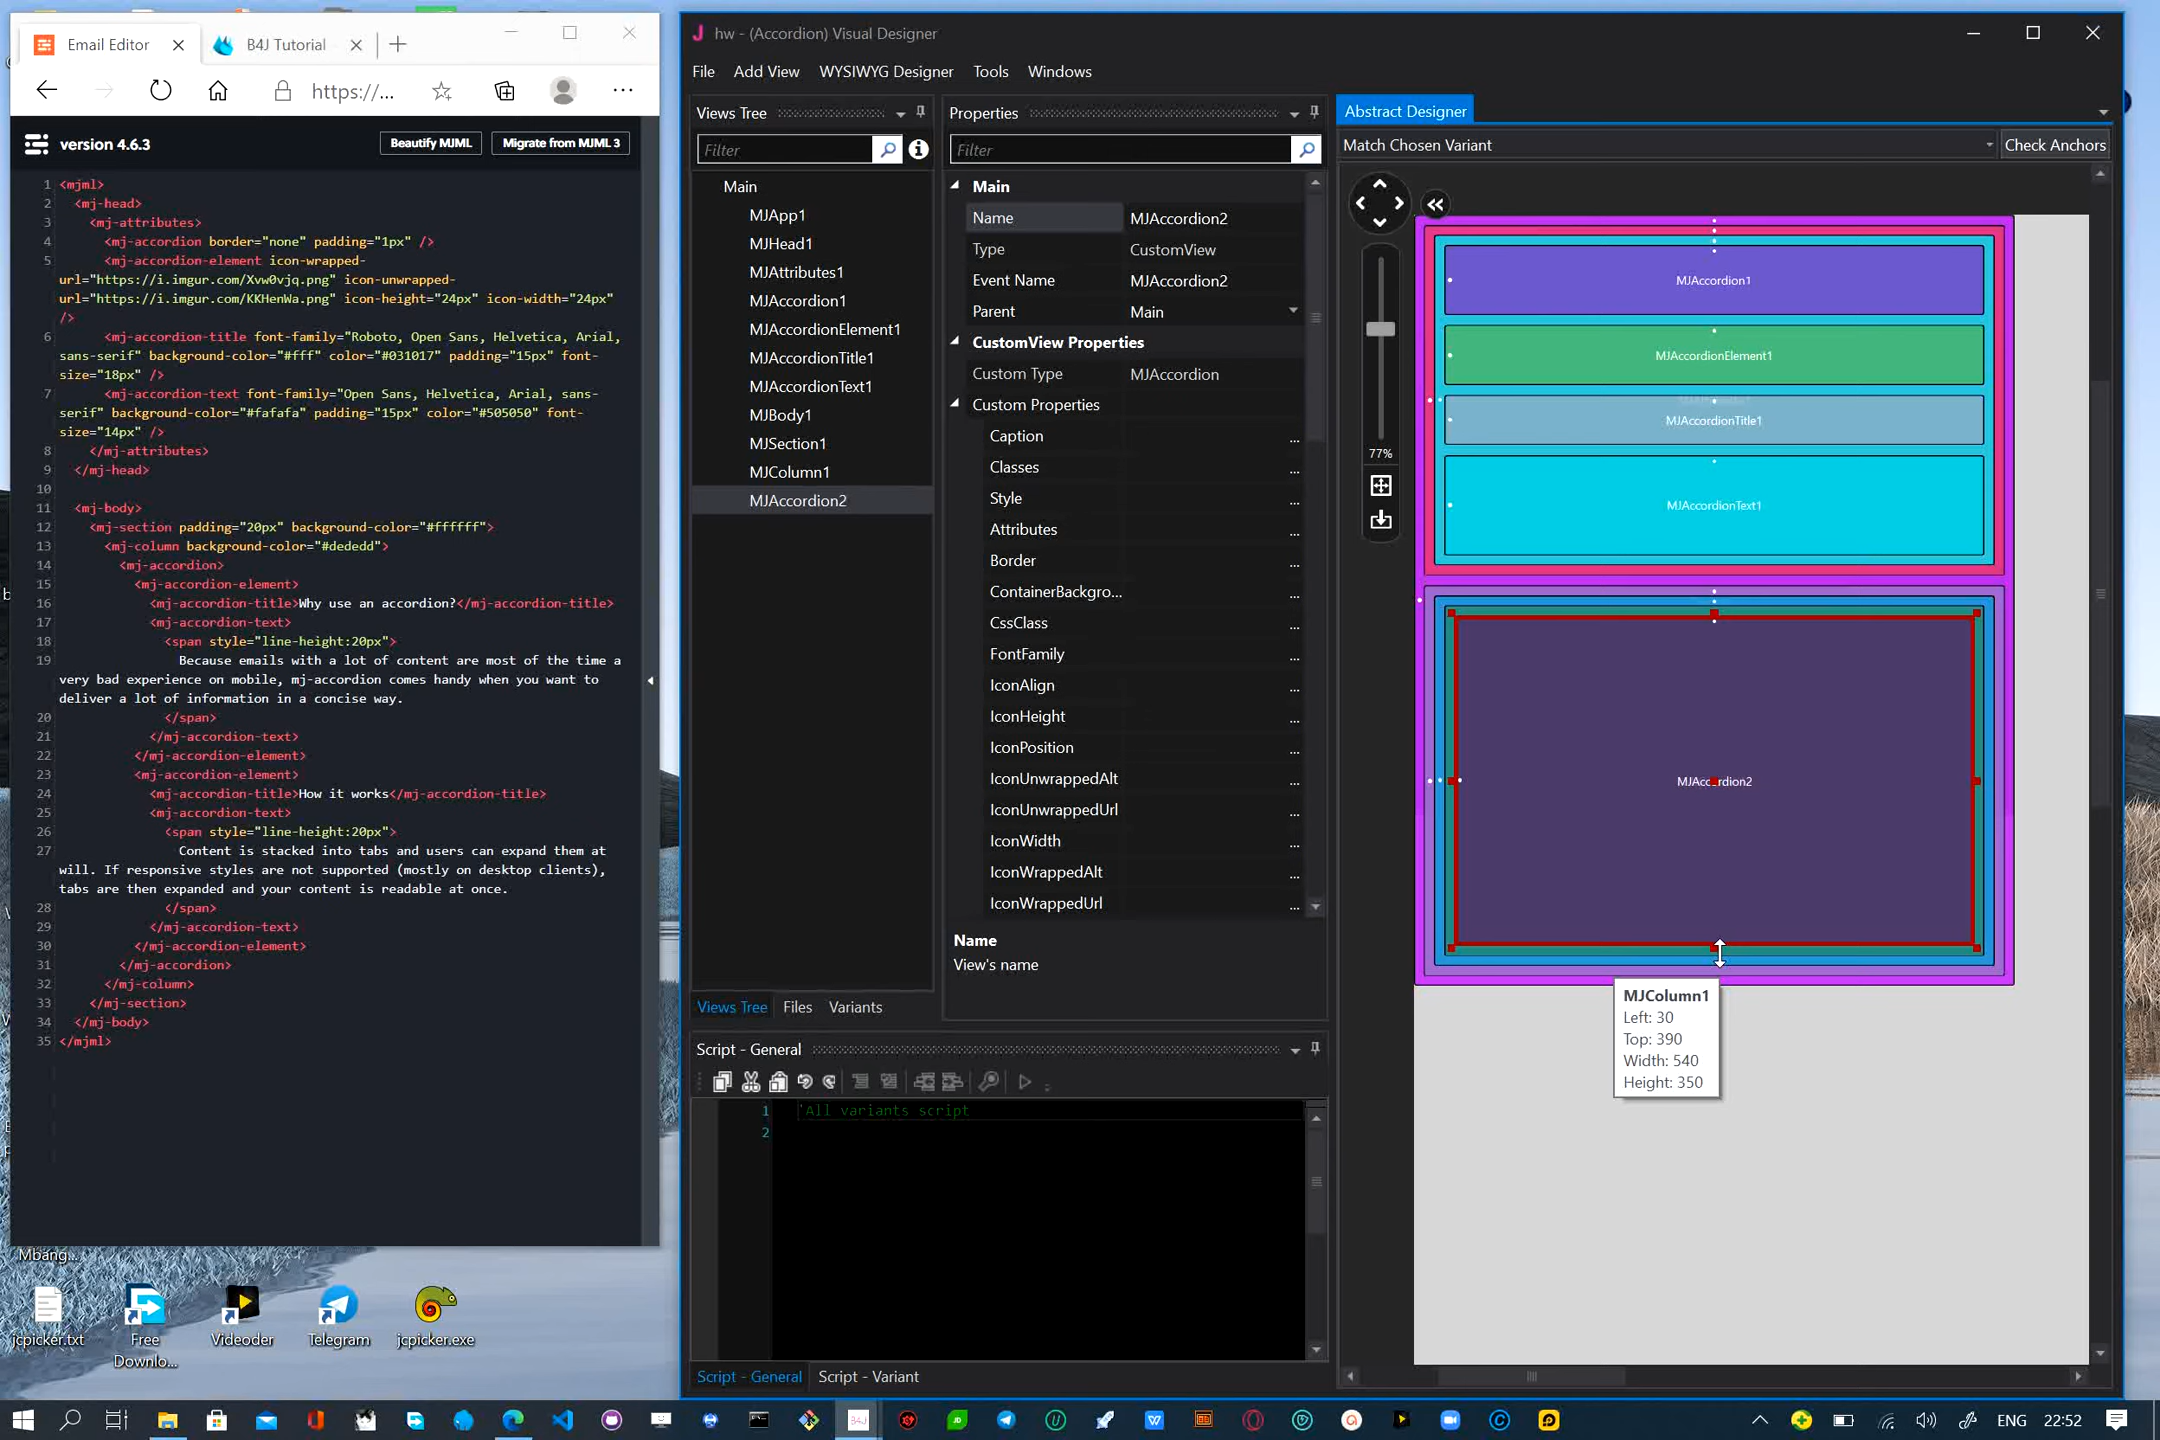 Email Editor
B4J Tutorial
https://...
version 4.6.3
Beautify MJML
Migrate from MJML 3
1 <mjml>
2 <mj-head>
3 <mj-attributes>
4 <mj-accordion border="none" padding="1px" />
5 <mj-accordion-element icon-wrapped-
url="https://i.imgur.com/Xvw0vjq.png" icon-unwrapped-
url="https://i.imgur.com/KKHenWa.png" icon-height="24px" icon-width="24px"
/>
6 <mj-accordion-title font-family="Roboto, Open Sans, Helvetica, Arial,
sans-serif" background-color="#fff" color="#031017" padding="15px" font-
size="18px" />
7 <mj-accordion-text font-family="Open Sans, Helvetica, Arial, sans-
serif" background-color="#fafafa" padding="15px" color="#505050" font-
size="14px" />
8 </mj-attributes>
9 </mj-head>
10
11 <mj-body>
12 <mj-section padding="20px" background-color="#ffffff">
13 <mj-column background-color="#dededd">
14 <mj-accordion>
15 <mj-accordion-element>
16 <mj-accordion-title>Why use an accordion?</mj-accordion-title>
17 <mj-accordion-text>
18 <span style="line-height:20px">
19 Because emails with a lot of content are most of the time a
very bad experience on mobile, mj-accordion comes handy when you want to
deliver a lot of information in a concise way.
20 </span>
21 </mj-accordion-text>
22 </mj-accordion-element>
23 <mj-accordion-element>
24 <mj-accordion-title>How it works</mj-accordion-title>
25 <mj-accordion-text>
26 <span style="line-height:20px">
27 Content is stacked into tabs and users can expand them at
will. If responsive styles are not supported (mostly on desktop clients),
tabs are then expanded and your content is readable at once.
28 </span>
29 </mj-accordion-text>
30 </mj-accordion-element>
31 </mj-accordion>
32 </mj-column>
33 </mj-section>
34 </mj-body>
35 </mjml>
Mbang...
jcpicker.txt
Free
Downlo...
Videoder
Telegram
jcpicker.exe
hw - (Accordion) Visual Designer
File
Add View
WYSIWYG Designer
Tools
Windows
Views Tree
Filter
Main
MJApp1
MJHead1
MJAttributes1
MJAccordion1
MJAccordionElement1
MJAccordionTitle1
MJAccordionText1
MJBody1
MJSection1
MJColumn1
MJAccordion2
Views Tree
Files
Variants
Properties
Filter
Main
Name MJAccordion2
Type CustomView
Event Name MJAccordion2
Parent Main
CustomView Properties
Custom Type MJAccordion
Custom Properties
Caption ...
Classes ...
Style ...
Attributes ...
Border ...
ContainerBackgro... ...
CssClass ...
FontFamily ...
IconAlign ...
IconHeight ...
IconPosition ...
IconUnwrappedAlt ...
IconUnwrappedUrl ...
IconWidth ...
IconWrappedAlt ...
IconWrappedUrl ...
Name
View's name
Script - General
1 'All variants script
2
Script - General
Script - Variant
Abstract Designer
Match Chosen Variant
Check Anchors
77%
MJAccordion1
MJAccordionElement1
MJAccordionTitle1
MJAccordionText1
MJAccordion2
MJColumn1
Left: 30
Top: 390
Width: 540
Height: 350
ENG
22:52